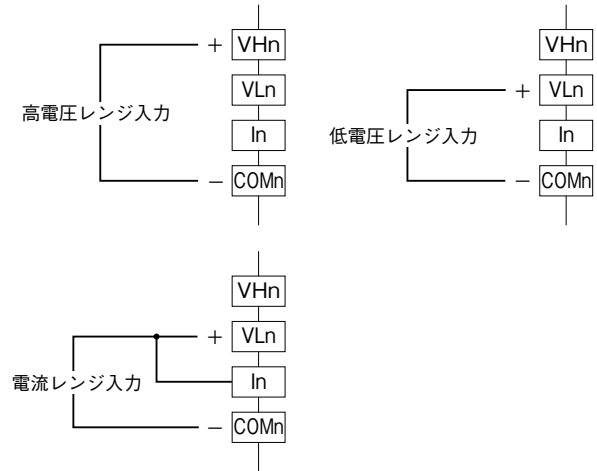 + VHn
VLn
高電圧レンジ入力
In
− COMn
VHn
+ VLn
低電圧レンジ入力
In
− COMn
VHn
+ VLn
電流レンジ入力
In
− COMn